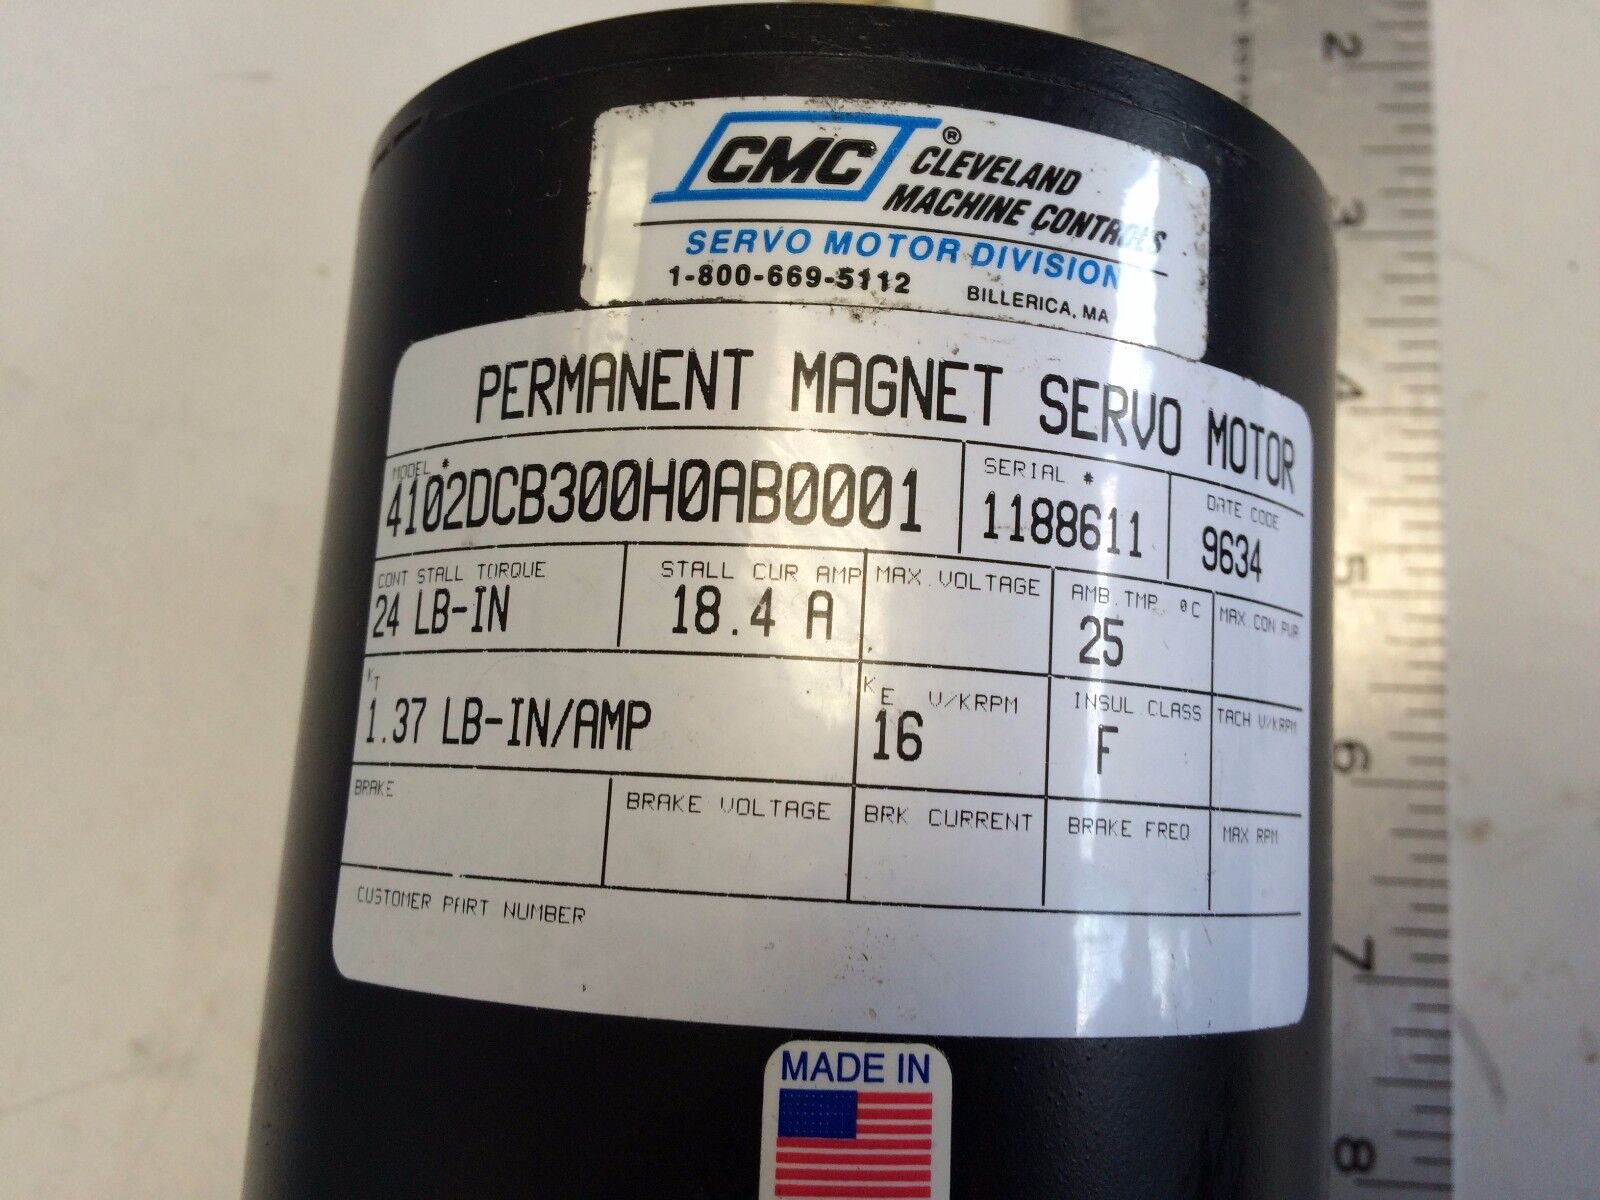 CMC ® CLEVELAND
MACHINE CONTROLS
SERVO MOTOR DIVISION
1-800-669-5112 BILLERICA, MA
PERMANENT MAGNET SERVO MOTOR
MODEL # SERIAL # DATE CODE
4102DCB300H0AB0001 1188611 9634
CONT STALL TORQUE STALL CUR AMP MAX.VOLTAGE AMB.TMP. 0C MAX.CON PWR
24 LB-IN 18.4 A 25
KT KE V/KRPM INSUL.CLASS TACH V/KRPM
1.37 LB-IN/AMP 16 F
BRAKE BRAKE VOLTAGE BRK CURRENT BRAKE FREQ MAX RPM
CUSTOMER PART NUMBER
MADE IN
2
3
4
5
6
7
8